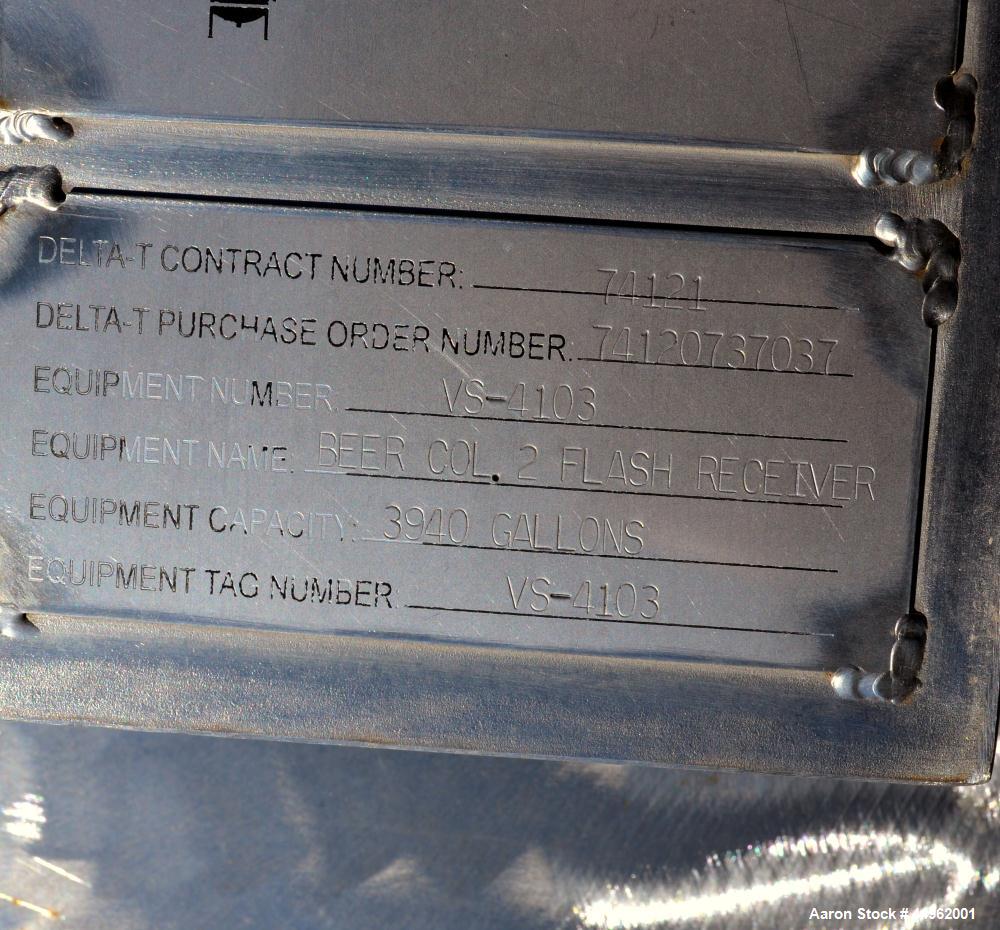 DELTA-T CONTRACT NUMBER: 74121
DELTA-T PURCHASE ORDER NUMBER: 74120737037
EQUIPMENT NUMBER: VS-4103
EQUIPMENT NAME: BEER COL. 2 FLASH RECEIVER
EQUIPMENT CAPACITY: 3940 GALLONS
EQUIPMENT TAG NUMBER VS-4103
Aaron Stock #